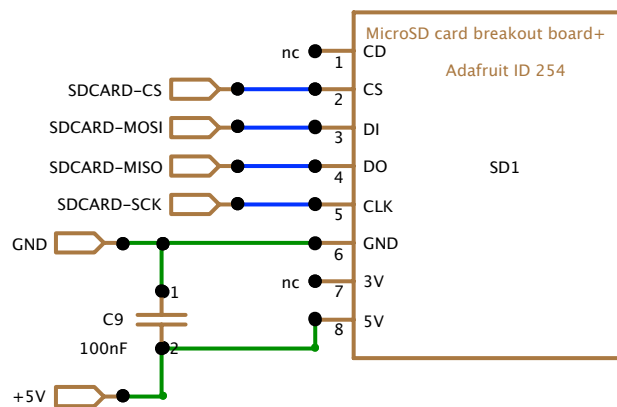 MicroSD card breakout board+
Adafruit ID 254
nc 1 CD
SDCARD-CS 2 CS
SDCARD-MOSI 3 DI
SDCARD-MISO 4 DO
SD1
SDCARD-SCK 5 CLK
GND 6 GND
nc 7 3V
1
C9 8 5V
100nF 2
+5V